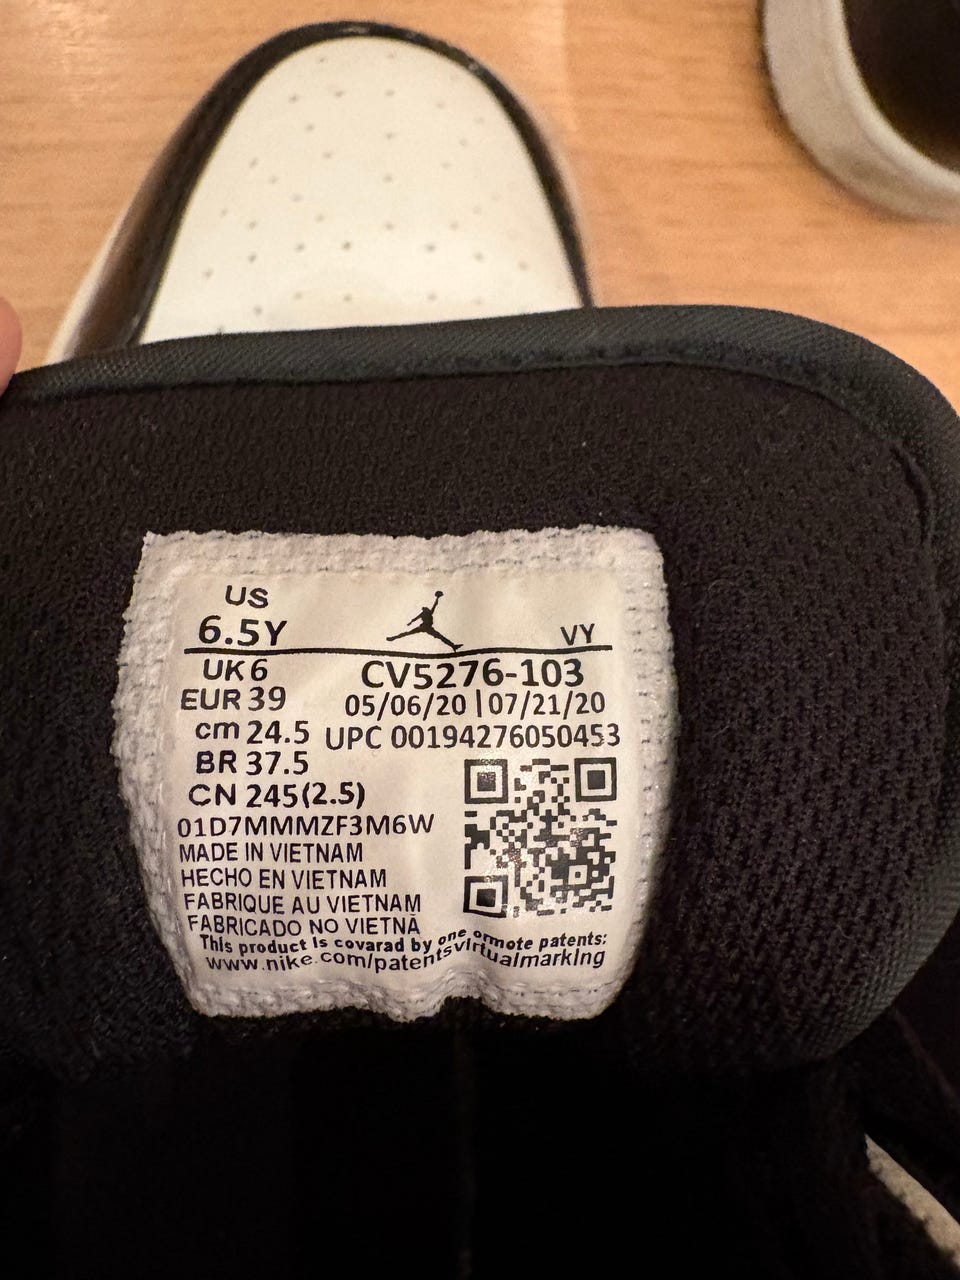 US
6.5Y VY
UK 6 CV5276-103
EUR 39 05/06/20 | 07/21/20
cm 24.5 UPC 00194276050453
BR 37.5
CN 245(2.5)
01D7MMMZF3M6W
MADE IN VIETNAM
HECHO EN VIETNAM
FABRIQUE AU VIETNAM
FABRICADO NO VIETNÃ
This product is covarad by one ormote patents:
www.nike.com/patentsvirtualmarking